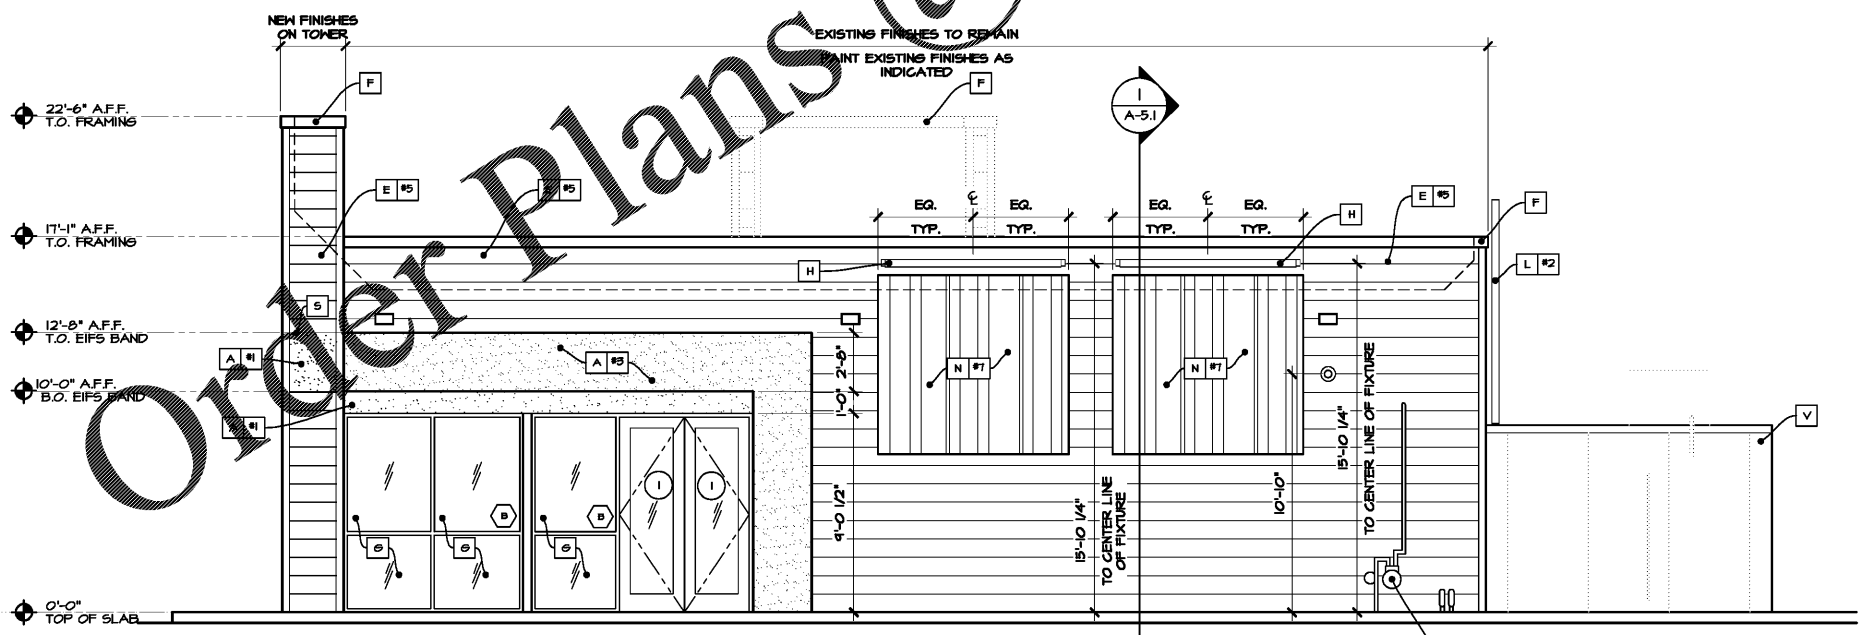 NEW FINISHES
ON TOWER
EXISTING FINISHES TO REMAIN
PAINT EXISTING FINISHES AS
INDICATED
Order Plans @
F
F
1
A-5.1
22'-6" A.F.F.
T.O. FRAMING
E #5
E #5
E #5
EQ. ℄ EQ.
TYP. TYP.
EQ. ℄ EQ.
TYP. TYP.
H
F
17'-1" A.F.F.
T.O. FRAMING
H
L #2
S
12'-8" A.F.F.
T.O. EIFS BAND
A #1
A #3
2'-8"
N #7
N #7
10'-0" A.F.F.
B.O. EIFS BAND
A #1
1'-0"
V
1
1
B
B
G
G
G
9'-0 1/2"
15'-10 1/4"
TO CENTER LINE
OF FIXTURE
10'-10"
15'-10 1/4"
TO CENTER LINE OF FIXTURE
0'-0"
TOP OF SLAB